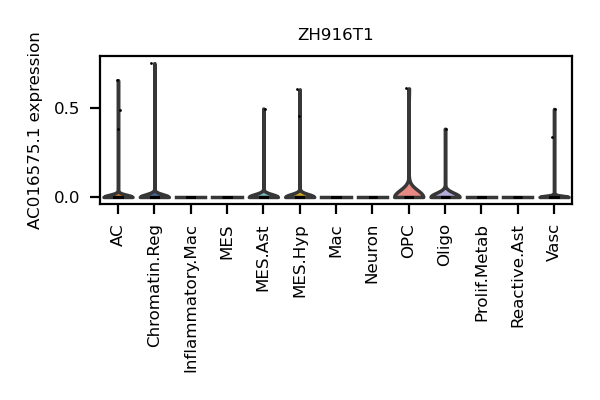 ZH916T1
AC016575.1 expression
0.5
0.0
AC
Chromatin.Reg
Inflammatory.Mac
MES
MES.Ast
MES.Hyp
Mac
Neuron
OPC
Oligo
Prolif.Metab
Reactive.Ast
Vasc